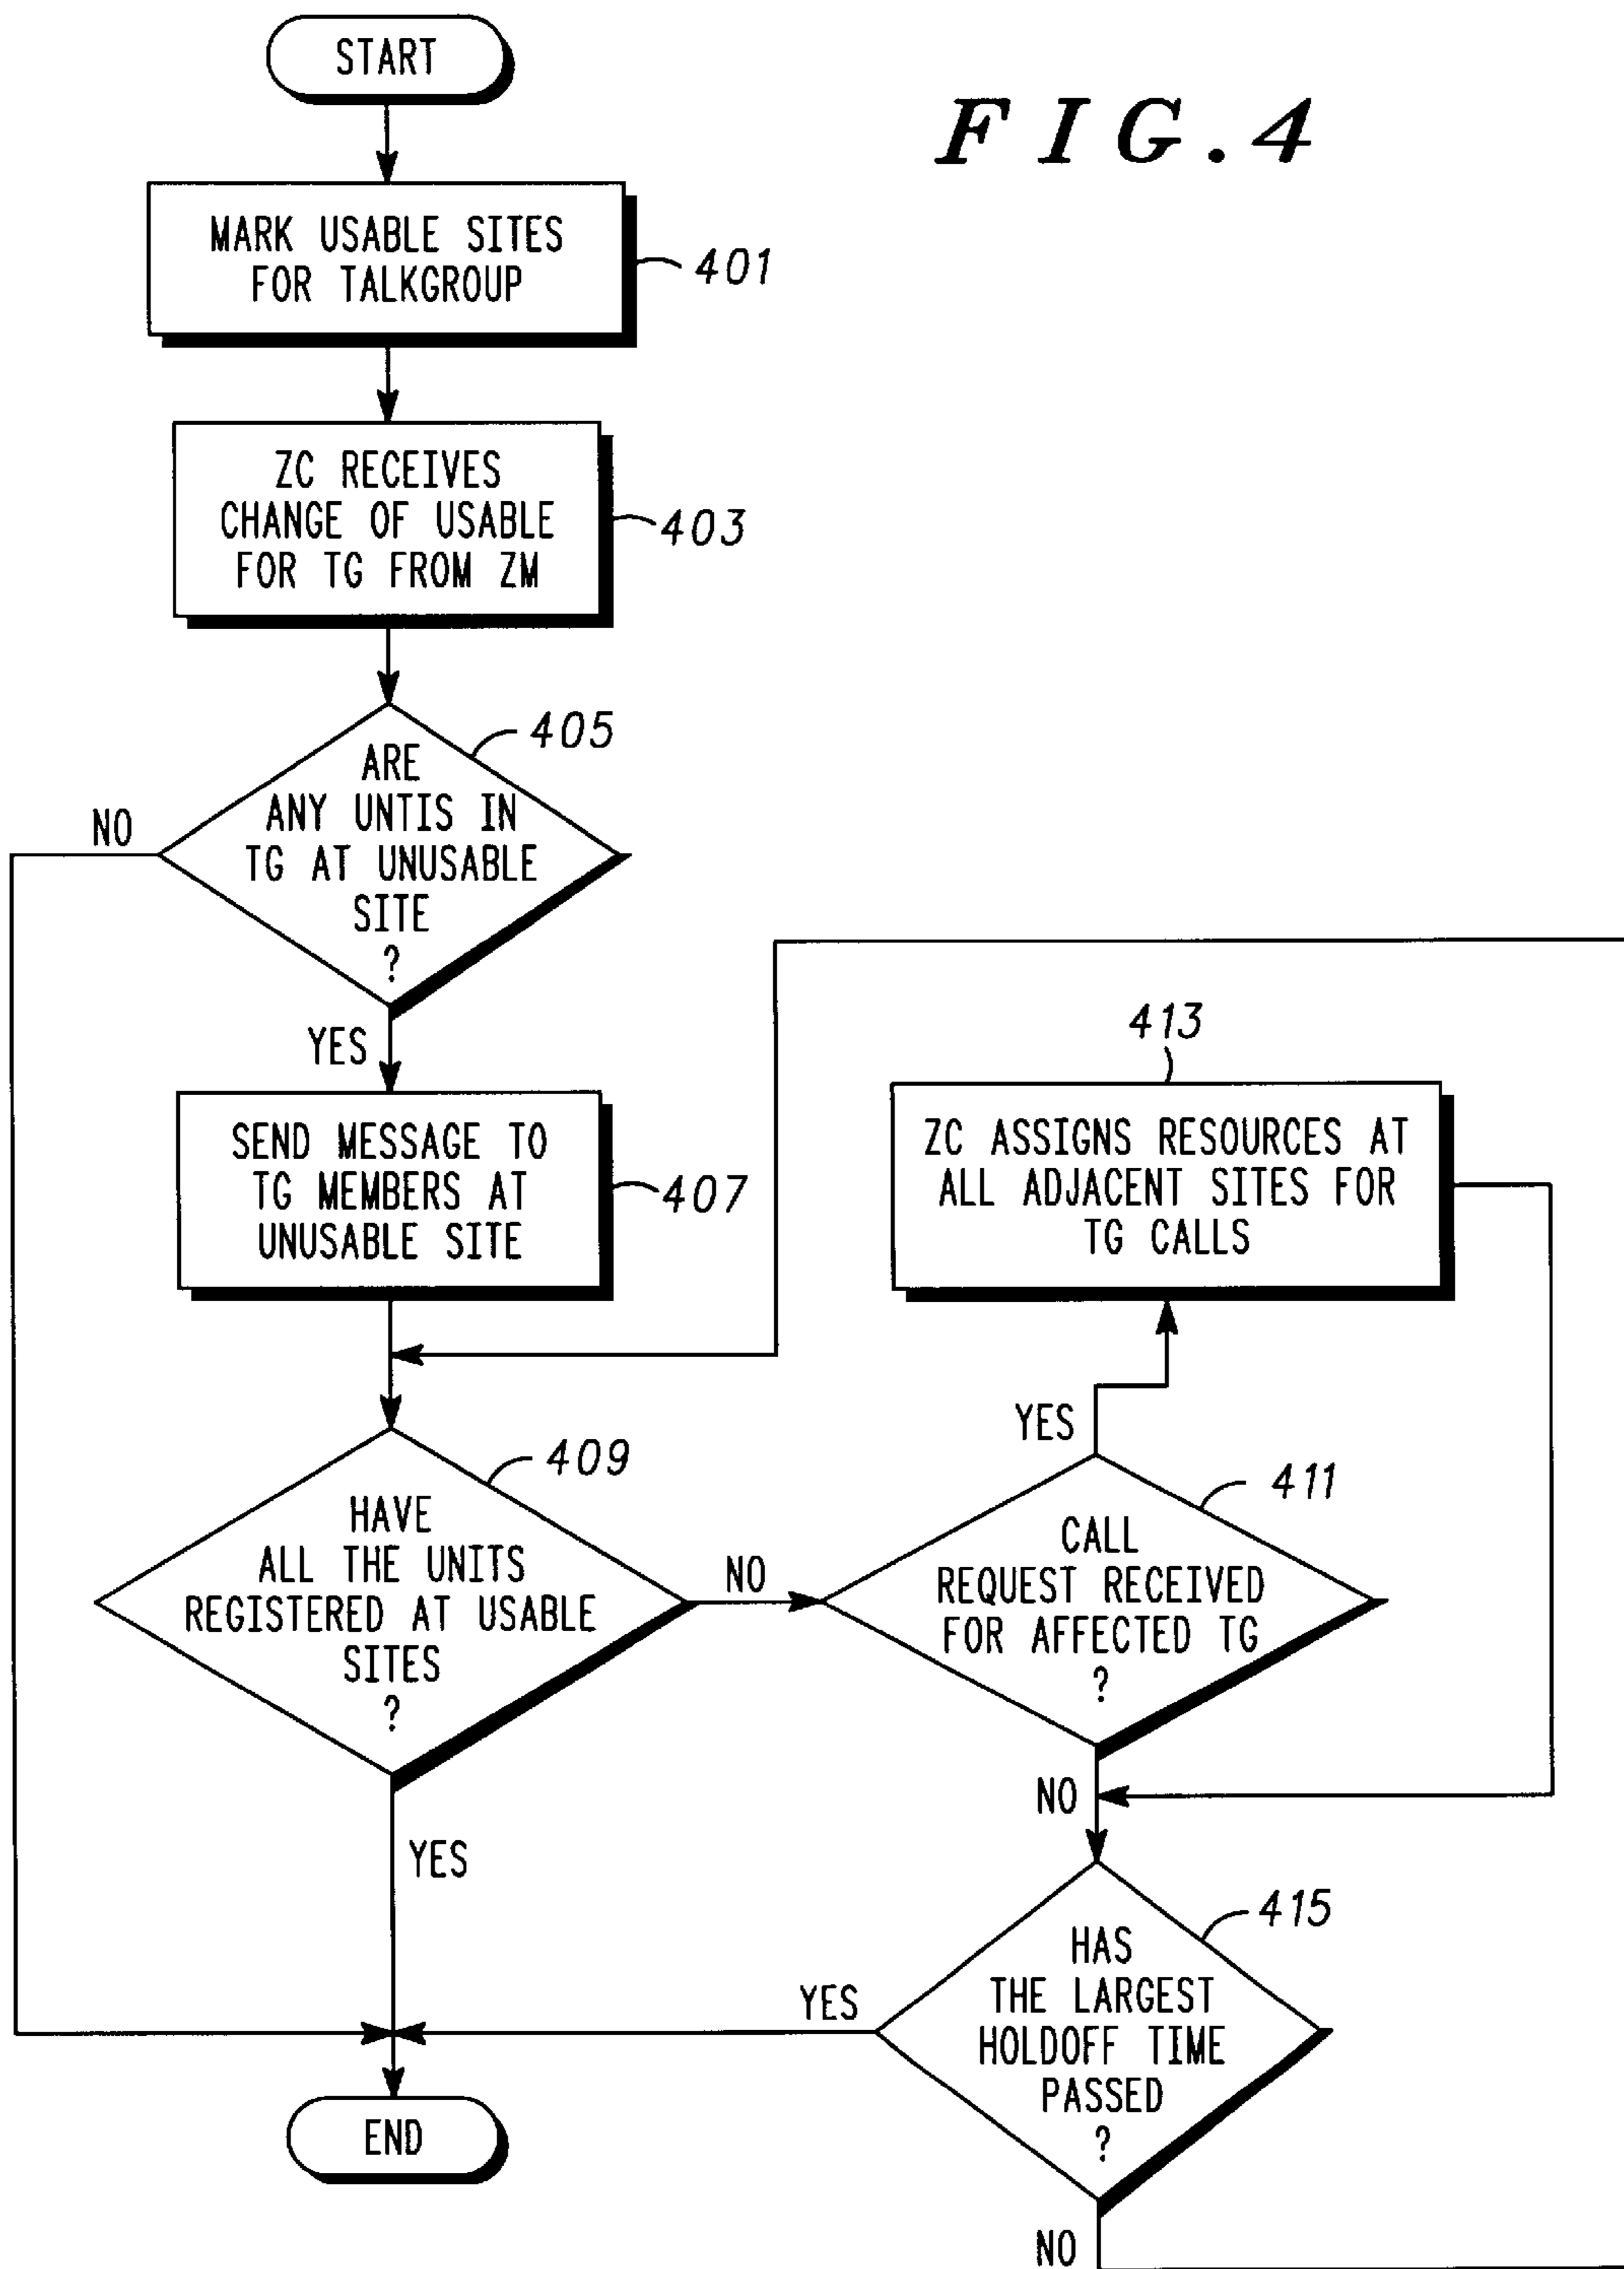 START
FIG.4
MARK USABLE SITES
FOR TALKGROUP
401
ZC RECEIVES
CHANGE OF USABLE
FOR TG FROM ZM
403
405
ARE
ANY UNTIS IN
TG AT UNUSABLE
SITE
?
NO
YES
SEND MESSAGE TO
TG MEMBERS AT
UNUSABLE SITE
407
413
ZC ASSIGNS RESOURCES AT
ALL ADJACENT SITES FOR
TG CALLS
409
HAVE
ALL THE UNITS
REGISTERED AT USABLE
SITES
?
NO
YES
YES
411
CALL
REQUEST RECEIVED
FOR AFFECTED TG
?
NO
415
HAS
THE LARGEST
HOLDOFF TIME
PASSED
?
YES
NO
END